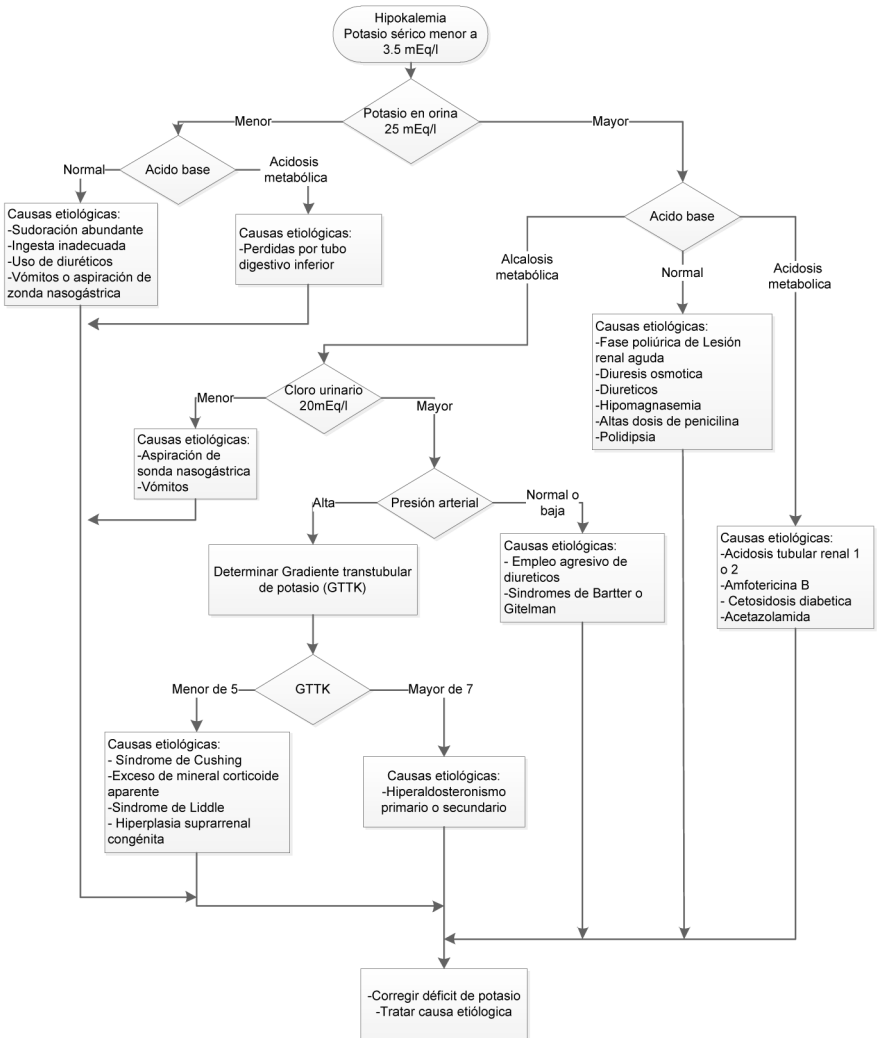 Hipokalemia
Potasio sérico menor a
3.5 mEq/l
Potasio en orina
25 mEq/l
Menor
Mayor
Acido base
Normal
Acidosis
metabólica
Causas etiológicas:
-Sudoración abundante
-Ingesta inadecuada
-Uso de diuréticos
-Vómitos o aspiración de
zonda nasogástrica
Causas etiológicas:
-Perdidas por tubo
digestivo inferior
Acido base
Alcalosis
metabólica
Normal
Acidosis
metabolica
Causas etiológicas:
-Fase poliúrica de Lesión
renal aguda
-Diuresis osmotica
-Diureticos
-Hipomagnasemia
-Altas dosis de penicilina
-Polidipsia
Cloro urinario
20mEq/l
Menor
Mayor
Causas etiológicas:
-Aspiración de
sonda nasogástrica
-Vómitos
Presión arterial
Alta
Normal o
baja
Causas etiológicas:
- Empleo agresivo de
diureticos
-Sindromes de Bartter o
Gitelman
Causas etiológicas:
-Acidosis tubular renal 1
o 2
-Amfotericina B
- Cetosidosis diabetica
-Acetazolamida
Determinar Gradiente transtubular
de potasio (GTTK)
GTTK
Menor de 5
Mayor de 7
Causas etiológicas:
- Síndrome de Cushing
-Exceso de mineral corticoide
aparente
-Sindrome de Liddle
- Hiperplasia suprarrenal
congénita
Causas etiológicas:
-Hiperaldosteronismo
primario o secundario
-Corregir déficit de potasio
-Tratar causa etiólogica